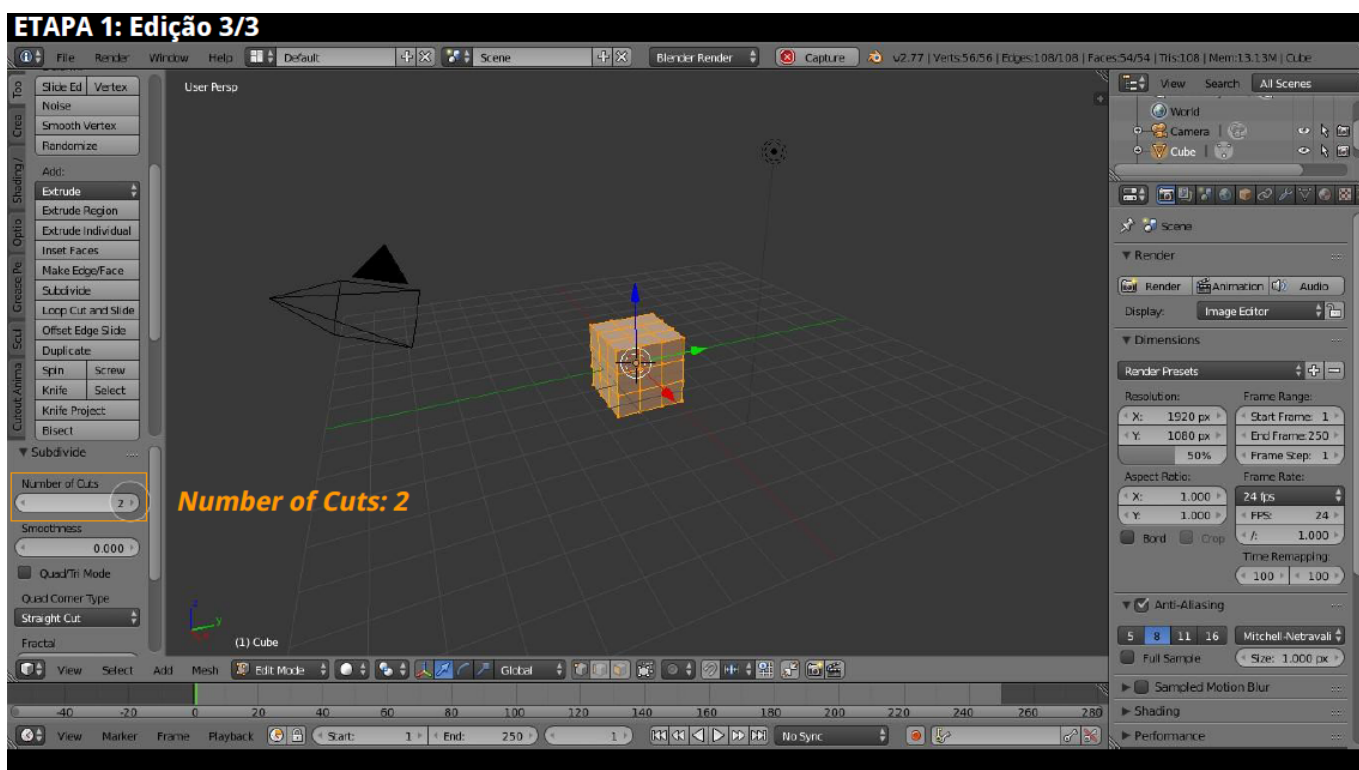 ETAPA 1: Edição 3/3
File Render Window Help Default Scene Blender Render Capture v2.77 | Verts:56/56 | Edges:108/108 | Faces:54/54 | Tris:108 | Mem:13.13M | Cube
Slide Ed Vertex
Noise
Smooth Vertex
Randomize
Add:
Extrude
Extrude Region
Extrude Individual
Inset Faces
Make Edge/Face
Subdivide
Loop Cut and Slide
Offset Edge Slide
Duplicate
Spin Screw
Knife Select
Knife Project
Bisect
Too
Crea
Shading /
Optio
Grease Pe
Scul
Cutout Anima
Subdivide
Number of Cuts
2
Smoothness
0.000
Quad/Tri Mode
Quad Corner Type
Straight Cut
Fractal
User Persp
Number of Cuts: 2
z
y
(1) Cube
View Search All Scenes
World
Camera
Cube
Scene
Render
Render Animation Audio
Display: Image Editor
Dimensions
Render Presets
Resolution: Frame Range:
X: 1920 px Start Frame: 1
Y: 1080 px End Frame: 250
50% Frame Step: 1
Aspect Ratio: Frame Rate:
X: 1.000 24 fps
Y: 1.000 FPS: 24
Bord Crop /: 1.000
Time Remapping:
100 100
Anti-Aliasing
5 8 11 16 Mitchell-Netravali
Full Sample Size: 1.000 px
Sampled Motion Blur
Shading
Performance
View Select Add Mesh Edit Mode Global
-40 -20 0 20 40 60 80 100 120 140 160 180 200 220 240 260 280
View Marker Frame Playback Start: 1 End: 250 1 No Sync